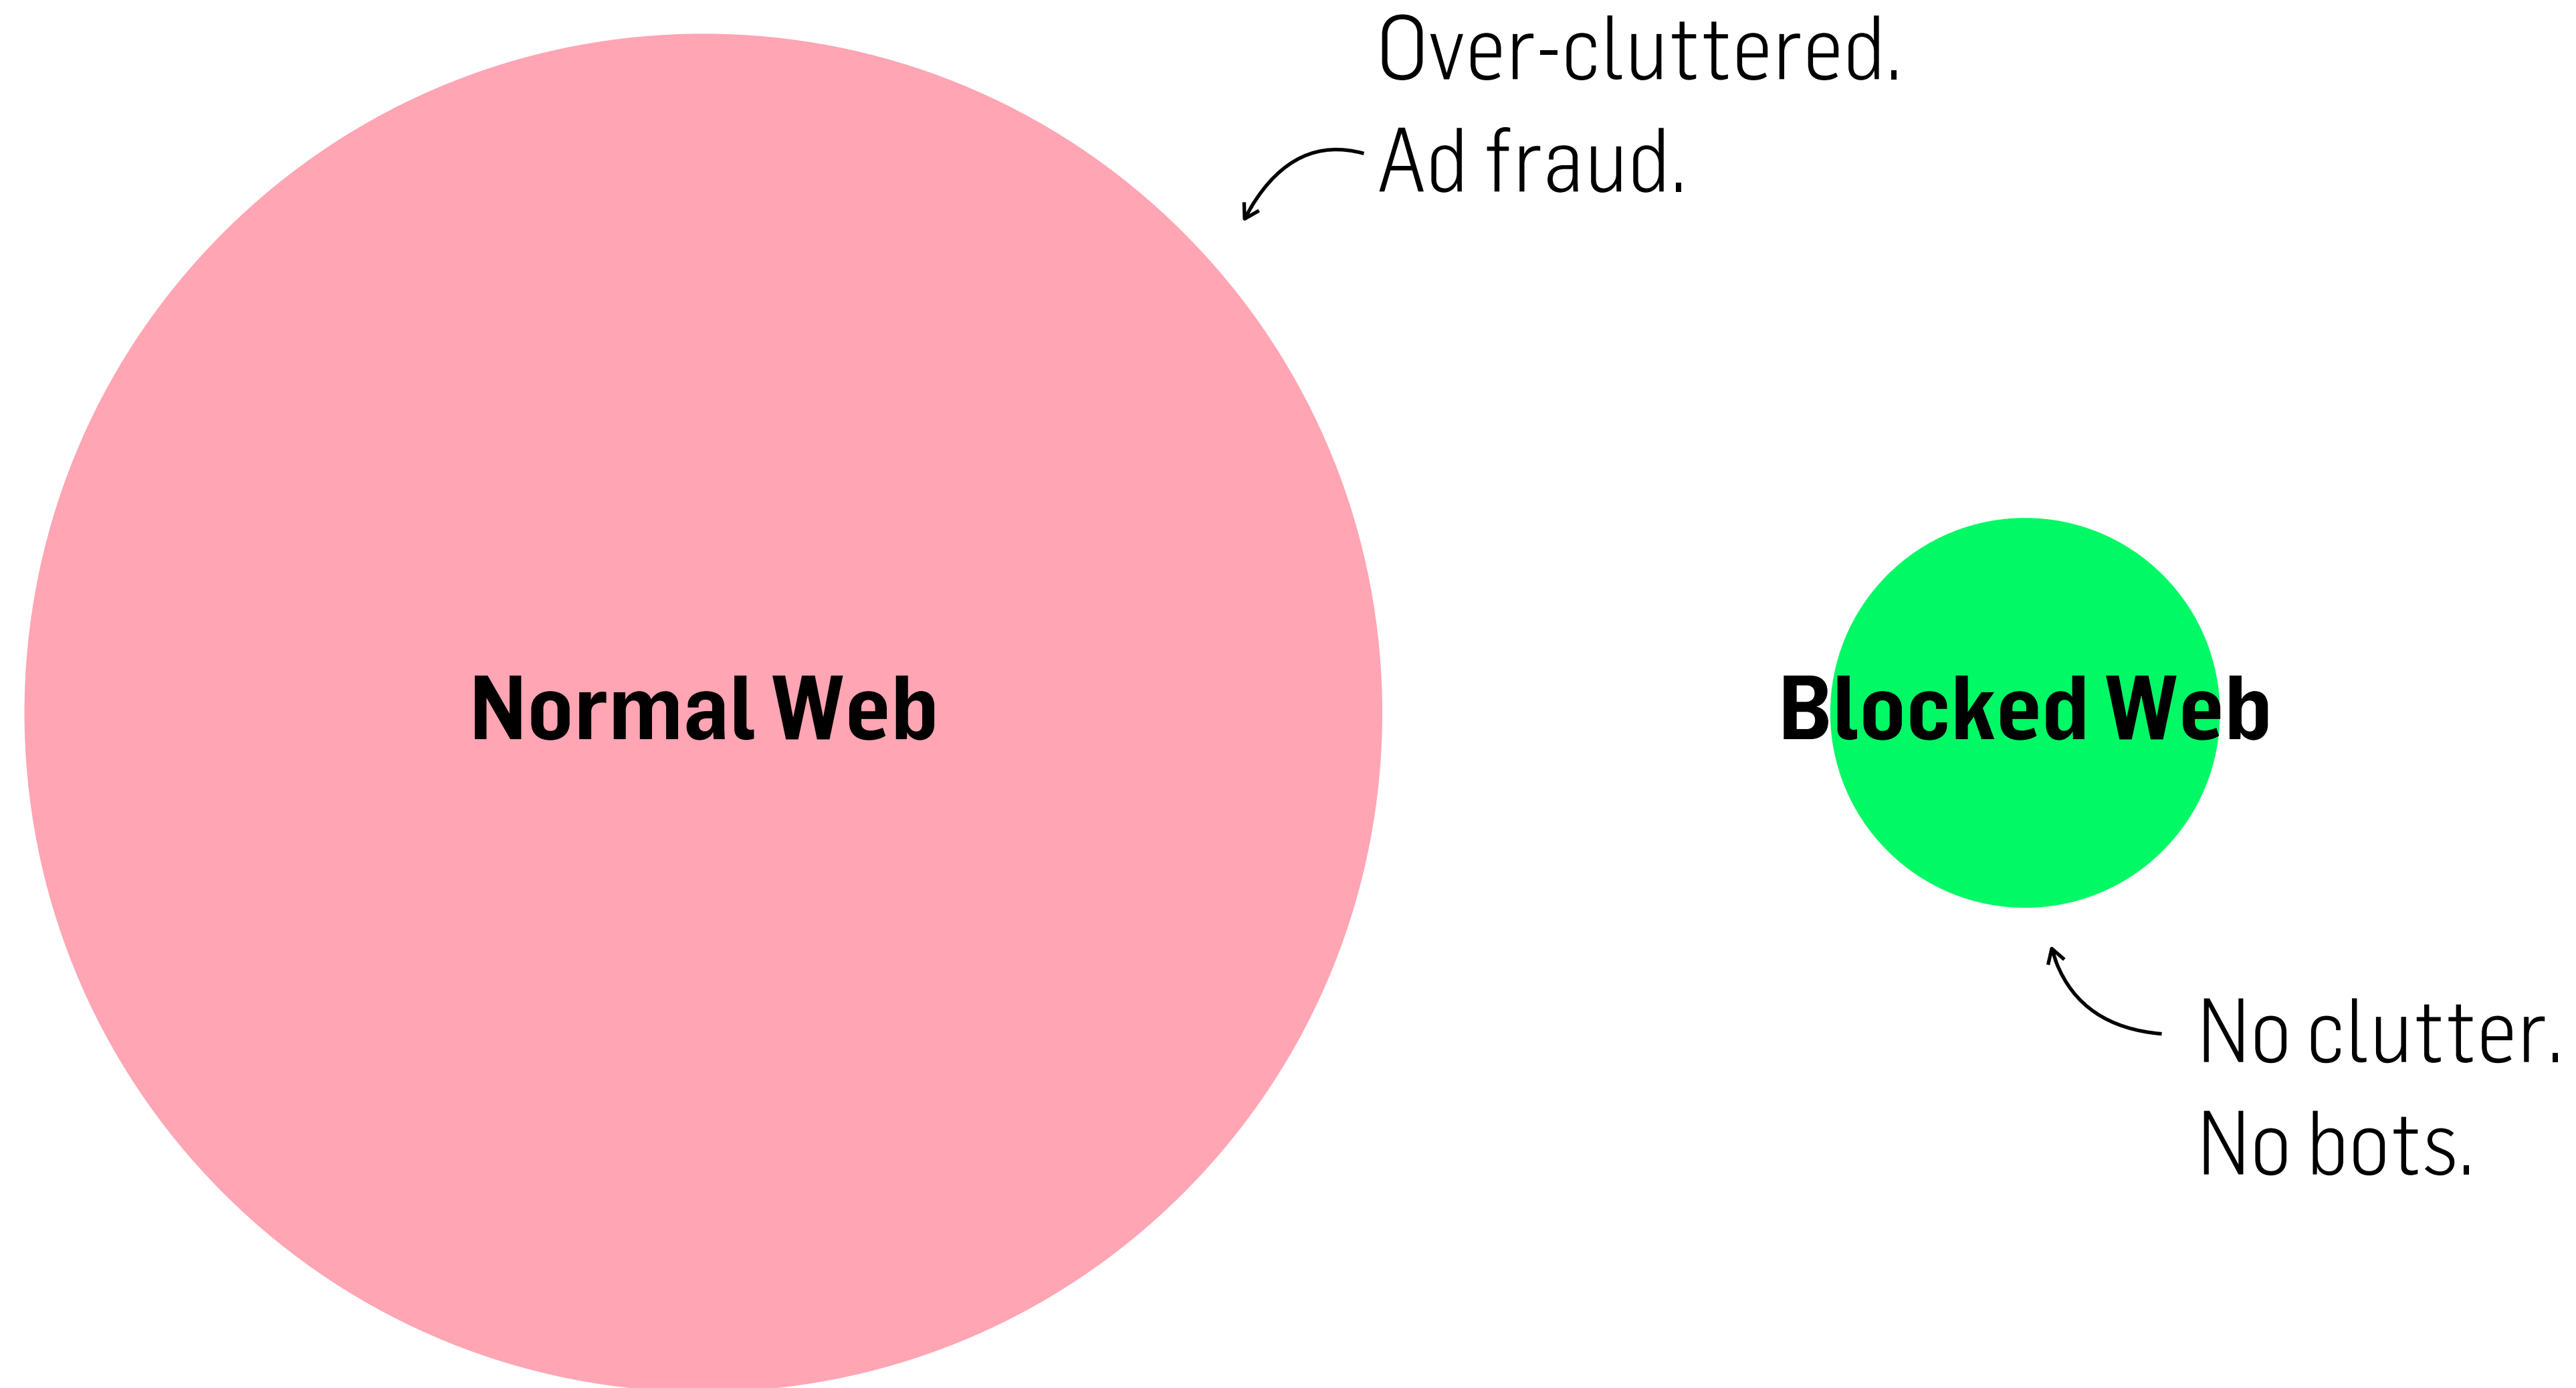 Over-cluttered.
Ad fraud.
Normal Web
Blocked Web
No clutter.
No bots.